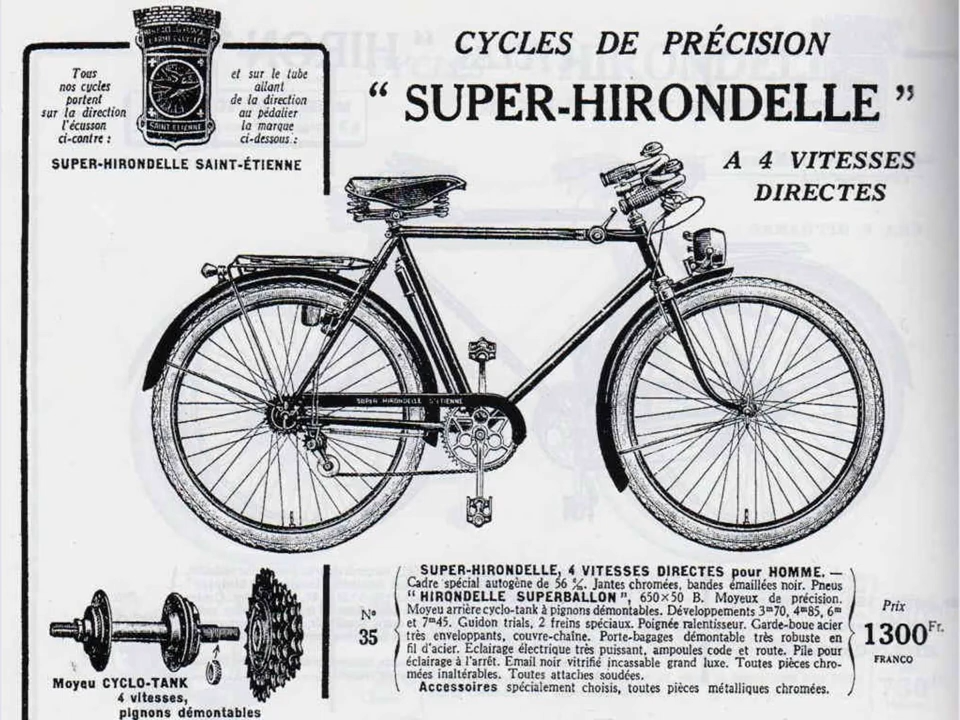 CYCLES DE PRÉCISION
“ SUPER-HIRONDELLE ”
A 4 VITESSES
DIRECTES
Tous
nos cycles
portent
sur la direction
l'écusson
ci-contre :
SAINT ETIENNE
et sur le tube
allant
de la direction
au pédalier
la marque
ci-dessous :
SUPER-HIRONDELLE SAINT-ÉTIENNE
SUPER HIRONDELLE ST ETIENNE
Moyeu CYCLO-TANK
4 vitesses,
pignons démontables
N°
35
SUPER-HIRONDELLE, 4 VITESSES DIRECTES pour HOMME. —
Cadre spécial autogène de 56 %. Jantes chromées, bandes émaillées noir. Pneus
" HIRONDELLE SUPERBALLON ", 650×50 B. Moyeux de précision.
Moyeu arrière cyclo-tank à pignons démontables. Développements 3m70, 4m85, 6m
et 7m45. Guidon trials, 2 freins spéciaux. Poignée ralentisseur. Garde-boue acier
très enveloppants, couvre-chaîne. Porte-bagages démontable très robuste en
fil d'acier. Eclairage électrique très puissant, ampoules code et route. Pile pour
éclairage à l'arrêt. Email noir vitrifié incassable grand luxe. Toutes pièces chro-
mées inaltérables. Toutes attaches soudées.
Accessoires spécialement choisis, toutes pièces métalliques chromées.
Prix
1300 Fr.
FRANCO